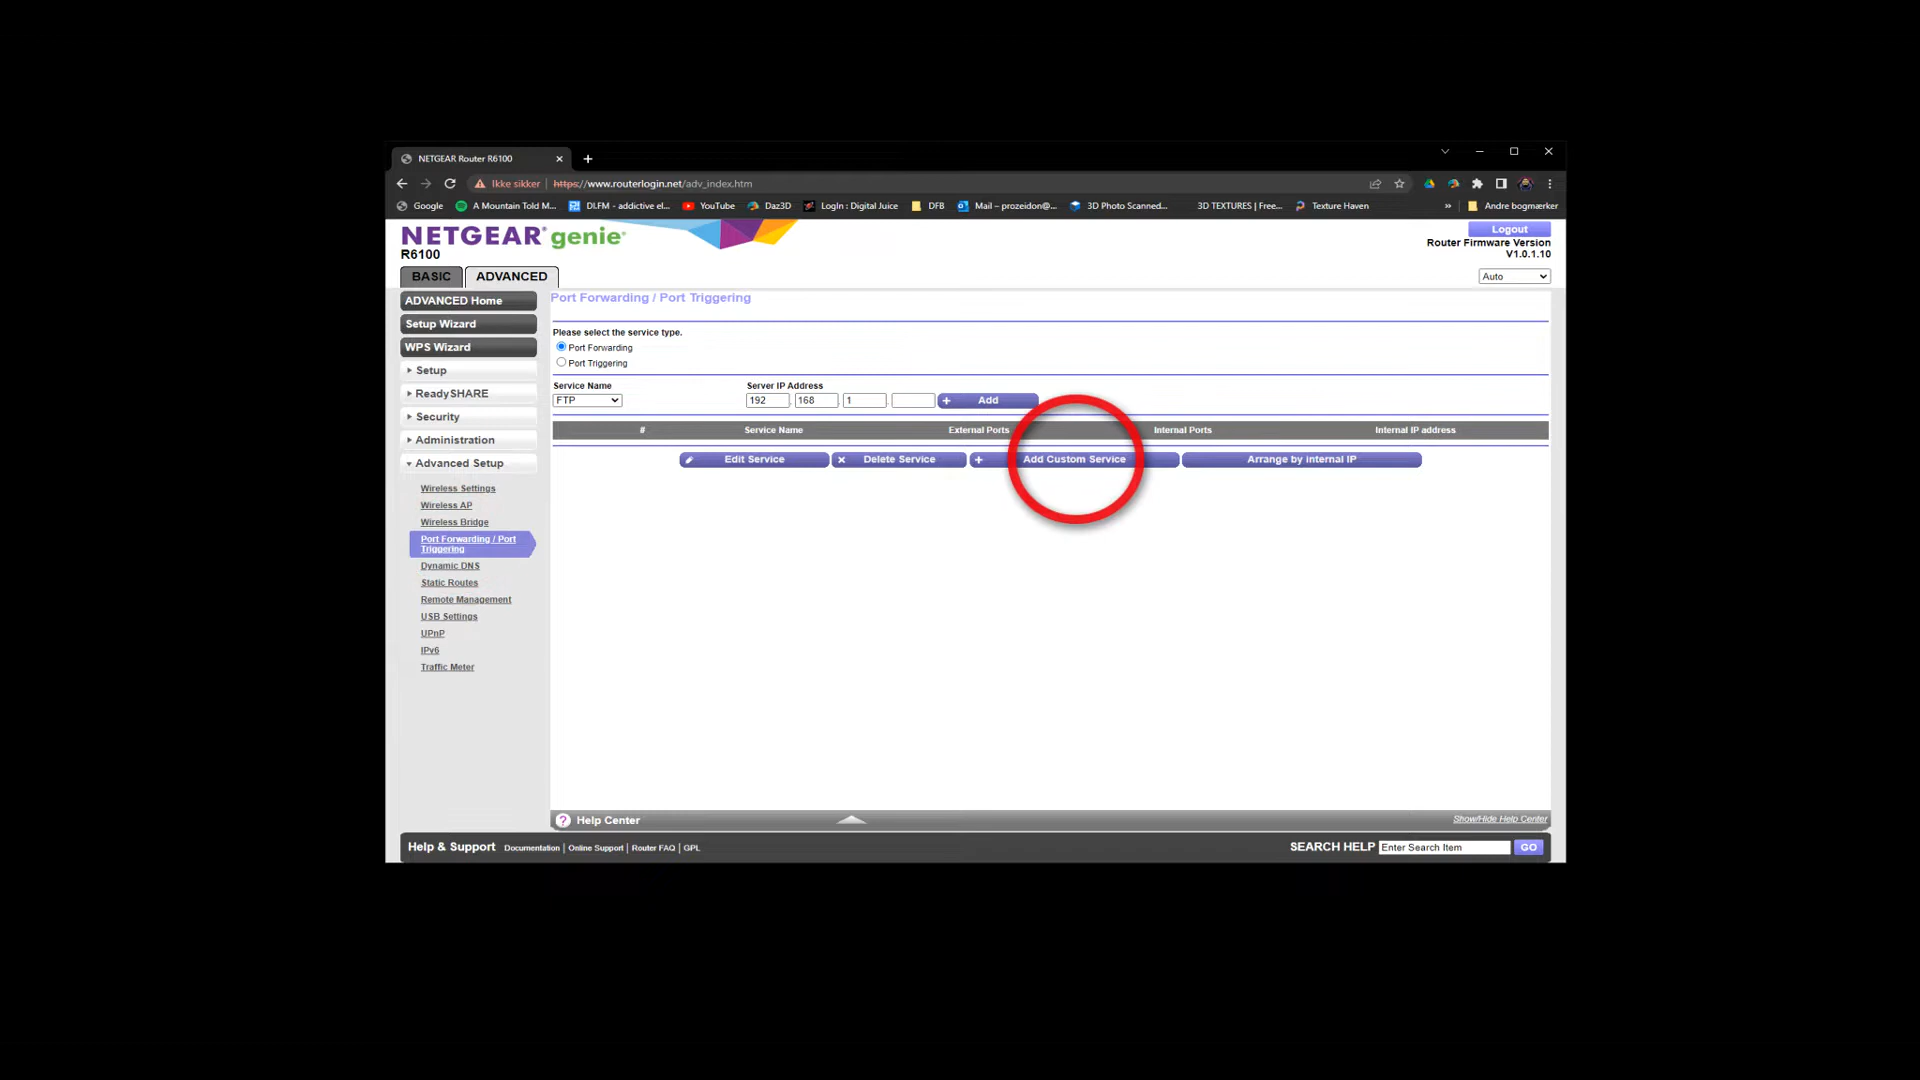 NETGEAR Router R6100
Ikke sikker https://www.routerlogin.net/adv_index.htm
Google A Mountain Told M... DI.FM - addictive el... YouTube Daz3D LogIn : Digital Juice DFB Mail – prozeidon@... 3D Photo Scanned... 3D TEXTURES | Free... Texture Haven » Andre bogmærker
NETGEAR® genie®
R6100
Logout
Router Firmware Version
V1.0.1.10
BASIC ADVANCED
Auto
ADVANCED Home
Setup Wizard
WPS Wizard
Setup
ReadySHARE
Security
Administration
Advanced Setup
Wireless Settings
Wireless AP
Wireless Bridge
Port Forwarding / Port
Triggering
Dynamic DNS
Static Routes
Remote Management
USB Settings
UPnP
IPv6
Traffic Meter
Port Forwarding / Port Triggering
Please select the service type.
Port Forwarding
Port Triggering
Service Name Server IP Address
FTP 192 . 168 . 1 . + Add
# Service Name External Ports Internal Ports Internal IP address
Edit Service Delete Service + Add Custom Service Arrange by internal IP
? Help Center Show/Hide Help Center
Help & Support Documentation | Online Support | Router FAQ | GPL SEARCH HELP Enter Search Item GO